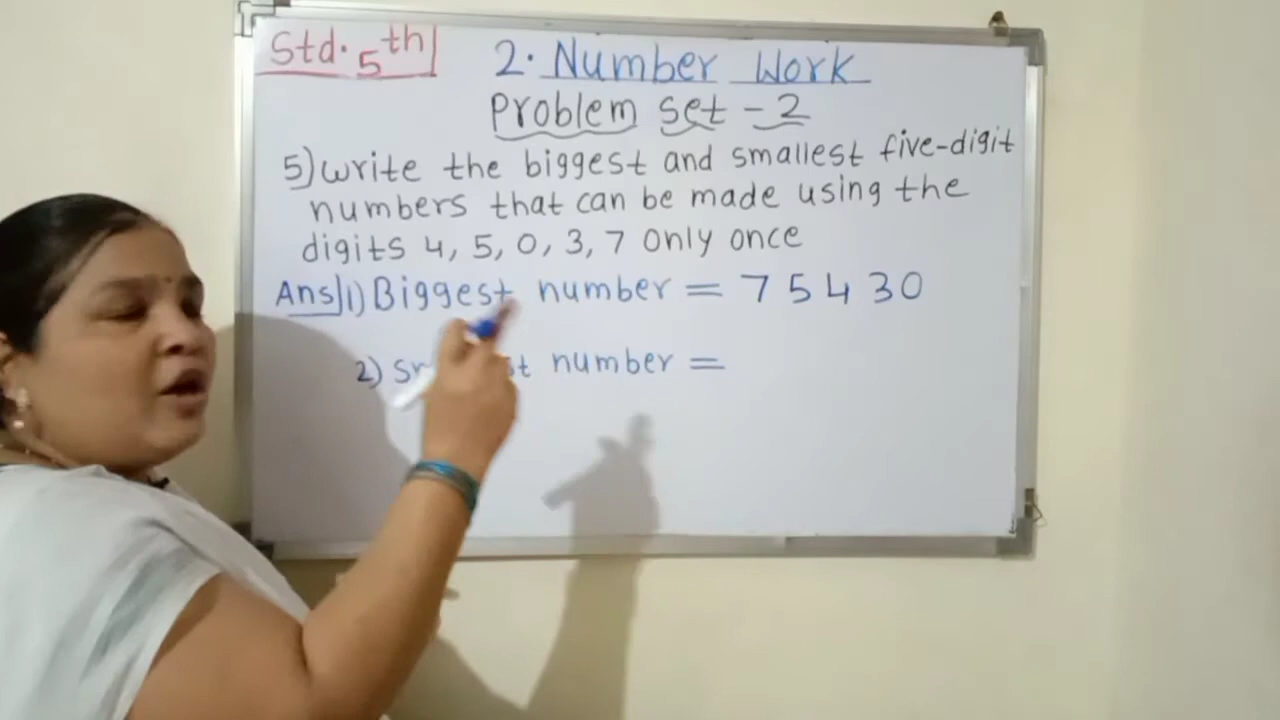 Std. 5th
2. Number Work
Problem set - 2
5) Write the biggest and smallest five-digit
numbers that can be made using the
digits 4, 5, 0, 3, 7 only once
Ans 1) Biggest number = 7 5 4 3 0
2) number =